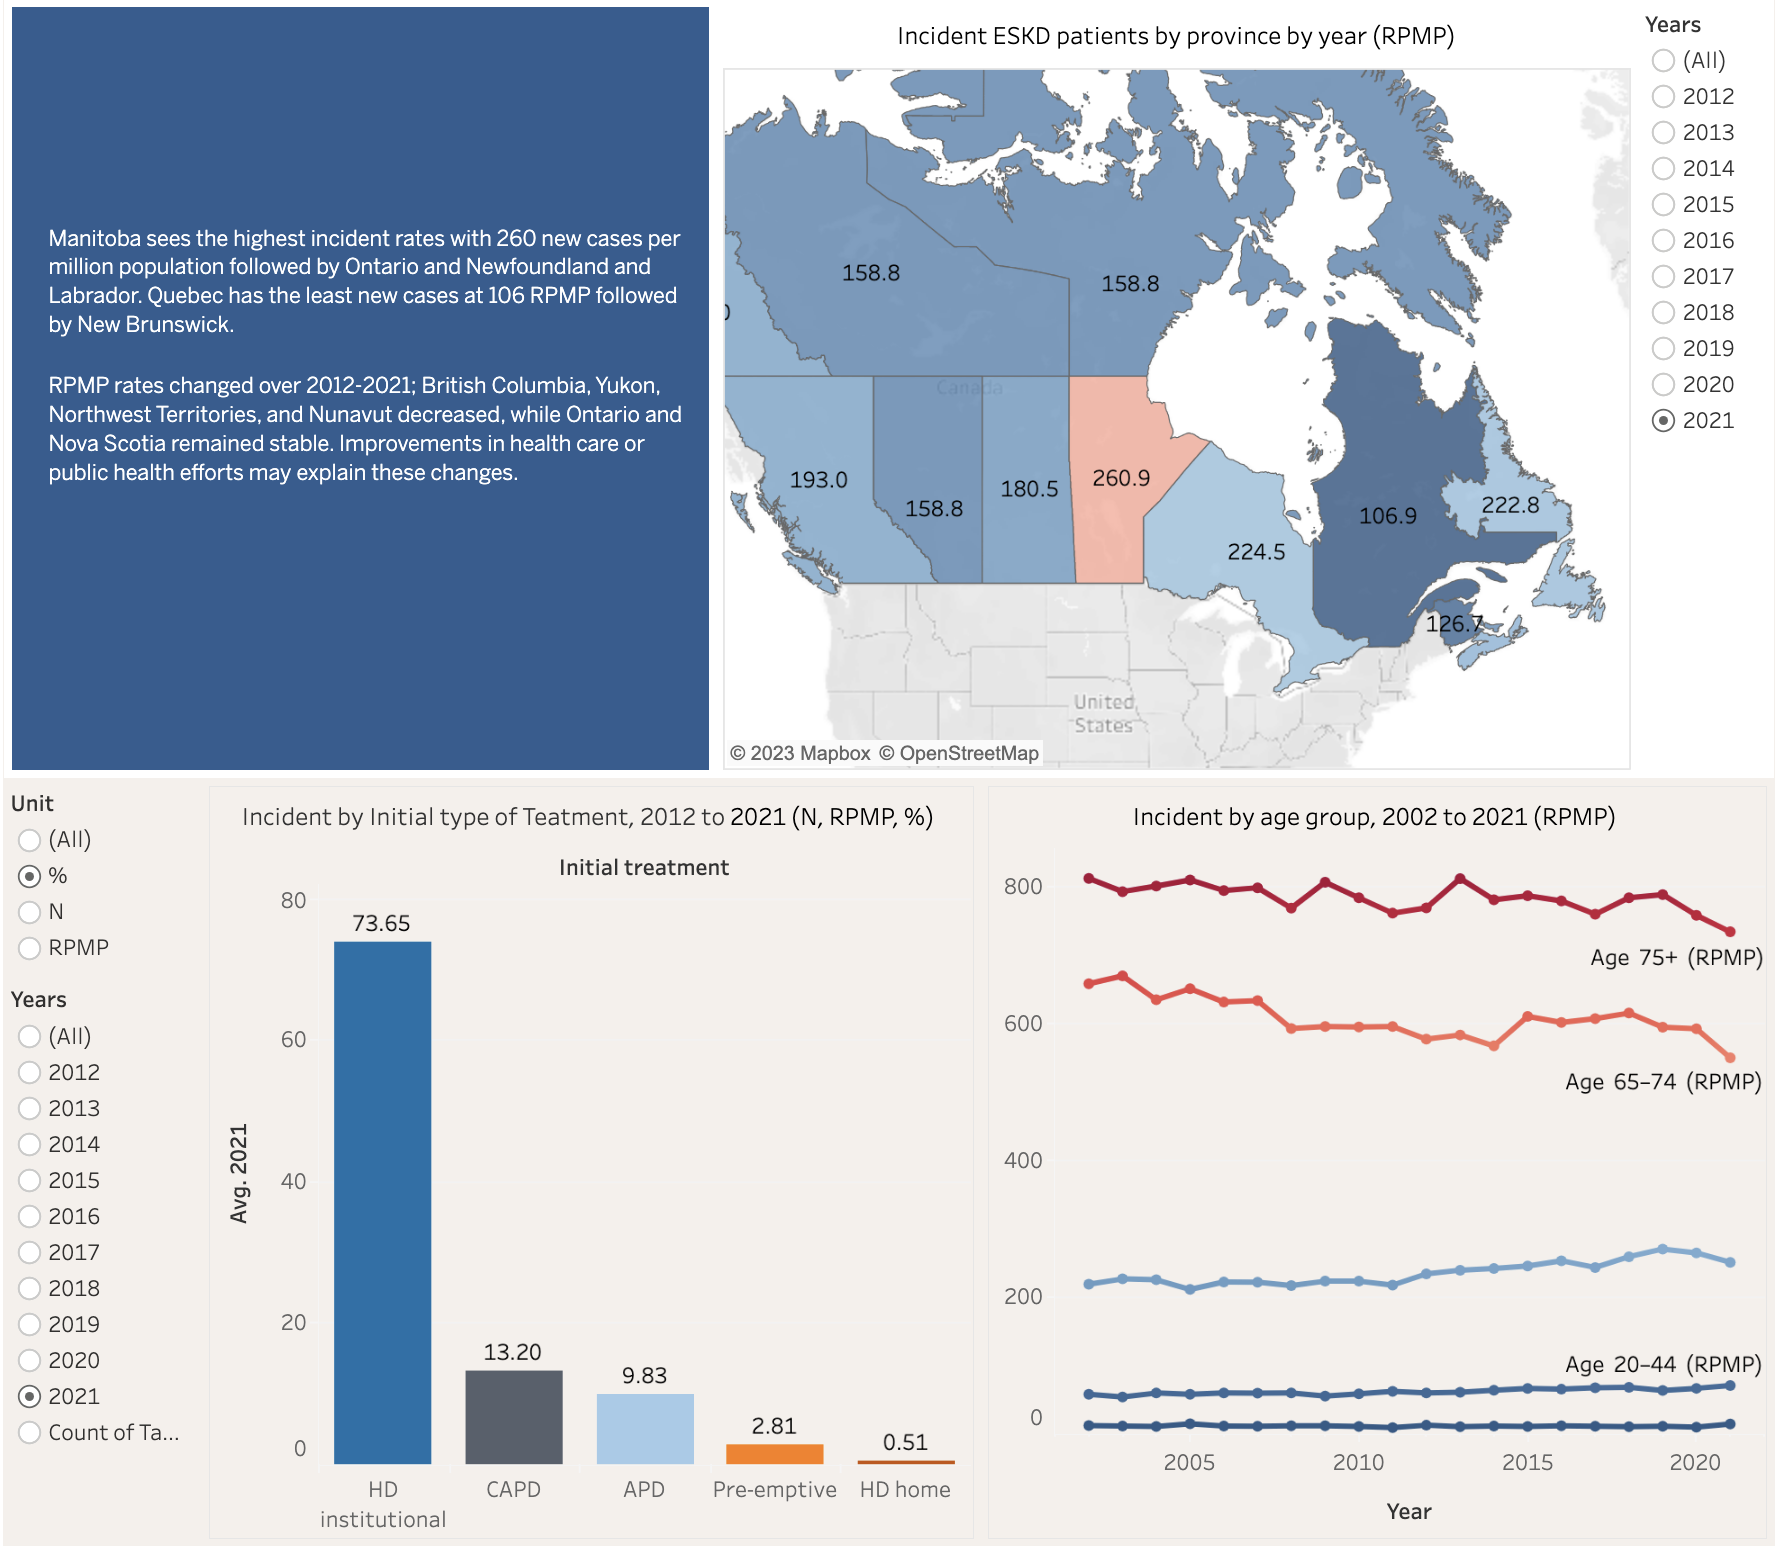 Manitoba sees the highest incident rates with 260 new cases per
million population followed by Ontario and Newfoundland and
Labrador. Quebec has the least new cases at 106 RPMP followed
by New Brunswick.
RPMP rates changed over 2012-2021; British Columbia, Yukon,
Northwest Territories, and Nunavut decreased, while Ontario and
Nova Scotia remained stable. Improvements in health care or
public health efforts may explain these changes.
Incident ESKD patients by province by year (RPMP)
158.8
158.8
Canada
193.0
158.8
180.5
260.9
224.5
106.9
222.8
126.7
United
States
© 2023 Mapbox © OpenStreetMap
Years
(All)
2012
2013
2014
2015
2016
2017
2018
2019
2020
2021
Unit
(All)
%
N
RPMP
Years
(All)
2012
2013
2014
2015
2016
2017
2018
2019
2020
2021
Count of Ta...
Incident by Initial type of Teatment, 2012 to 2021 (N, RPMP, %)
Initial treatment
Avg. 2021
80
60
40
20
0
73.65
13.20
9.83
2.81
0.51
HD
institutional
CAPD
APD
Pre-emptive
HD home
Incident by age group, 2002 to 2021 (RPMP)
800
600
400
200
0
Age 75+ (RPMP)
Age 65–74 (RPMP)
Age 20–44 (RPMP)
2005
2010
2015
2020
Year